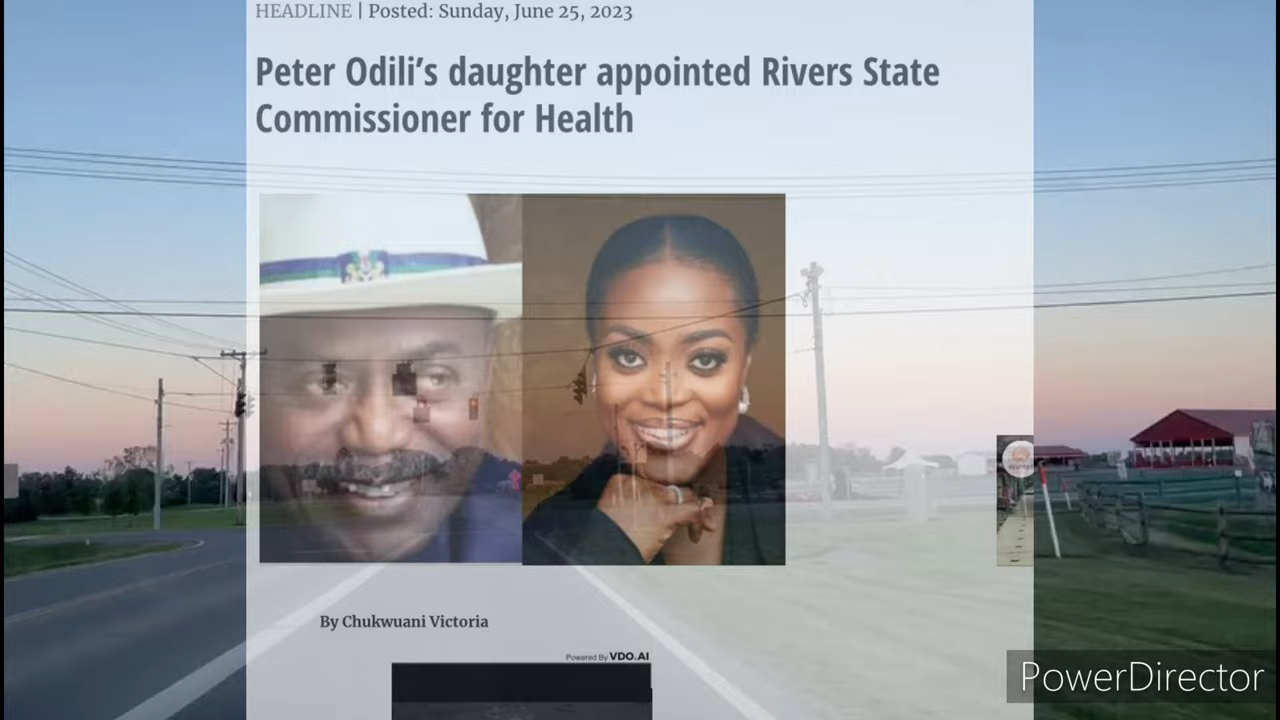 HEADLINE | Posted: Sunday, June 25, 2023
Peter Odili’s daughter appointed Rivers State
Commissioner for Health
By Chukwuani Victoria
Powered By VDO.AI
PowerDirector